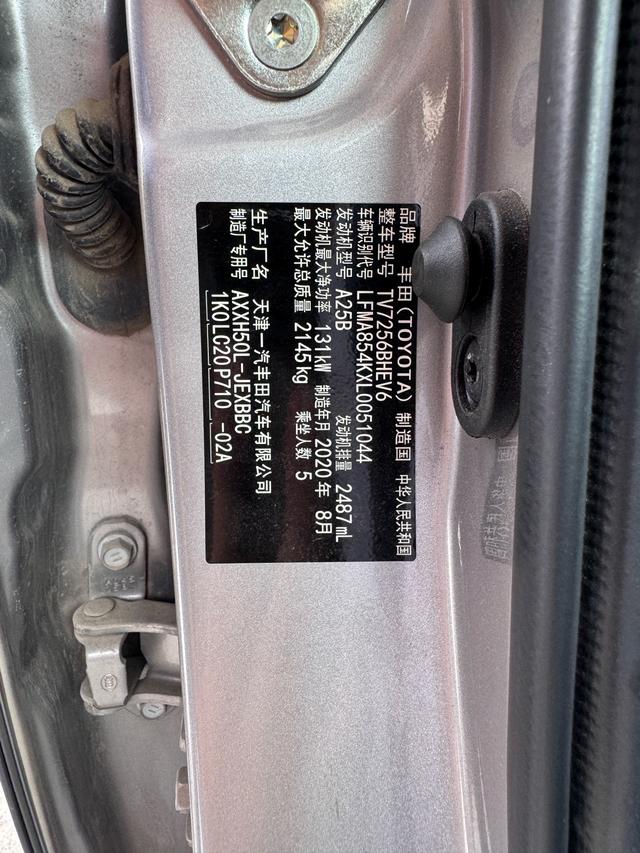 品牌 丰田(TOYOTA) 制造国 中华人民共和国
整车型号 TV7256BHEV6
车辆识别代号 LFMA854KXL0051044
发动机型号 A25B 发动机排量 2487mL
发动机最大净功率 131kW 制造年月 2020年 8月
最大允许总质量 2145kg 乘坐人数 5
生产厂名 天津一汽丰田汽车有限公司
制造厂专用号 AXXH50L-JEXBBC
1K0LC20P710 -02A